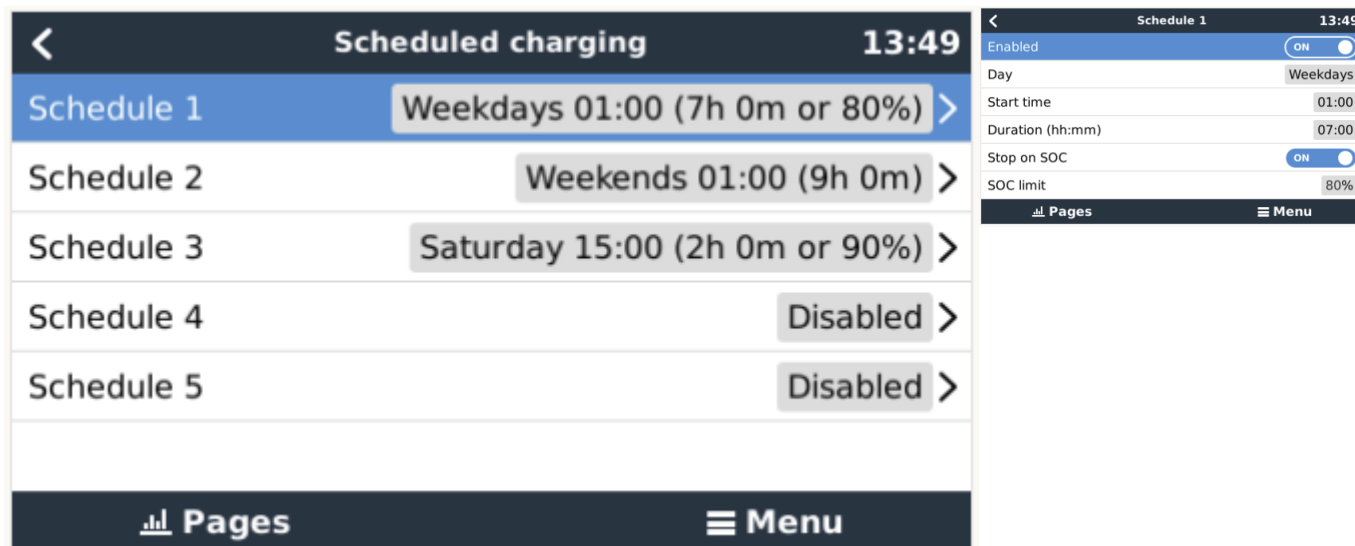 Scheduled charging 13:49
Schedule 1 Weekdays 01:00 (7h 0m or 80%)
Schedule 2 Weekends 01:00 (9h 0m)
Schedule 3 Saturday 15:00 (2h 0m or 90%)
Schedule 4 Disabled
Schedule 5 Disabled
Pages Menu
Schedule 1 13:49
Enabled ON
Day Weekdays
Start time 01:00
Duration (hh:mm) 07:00
Stop on SOC ON
SOC limit 80%
Pages Menu